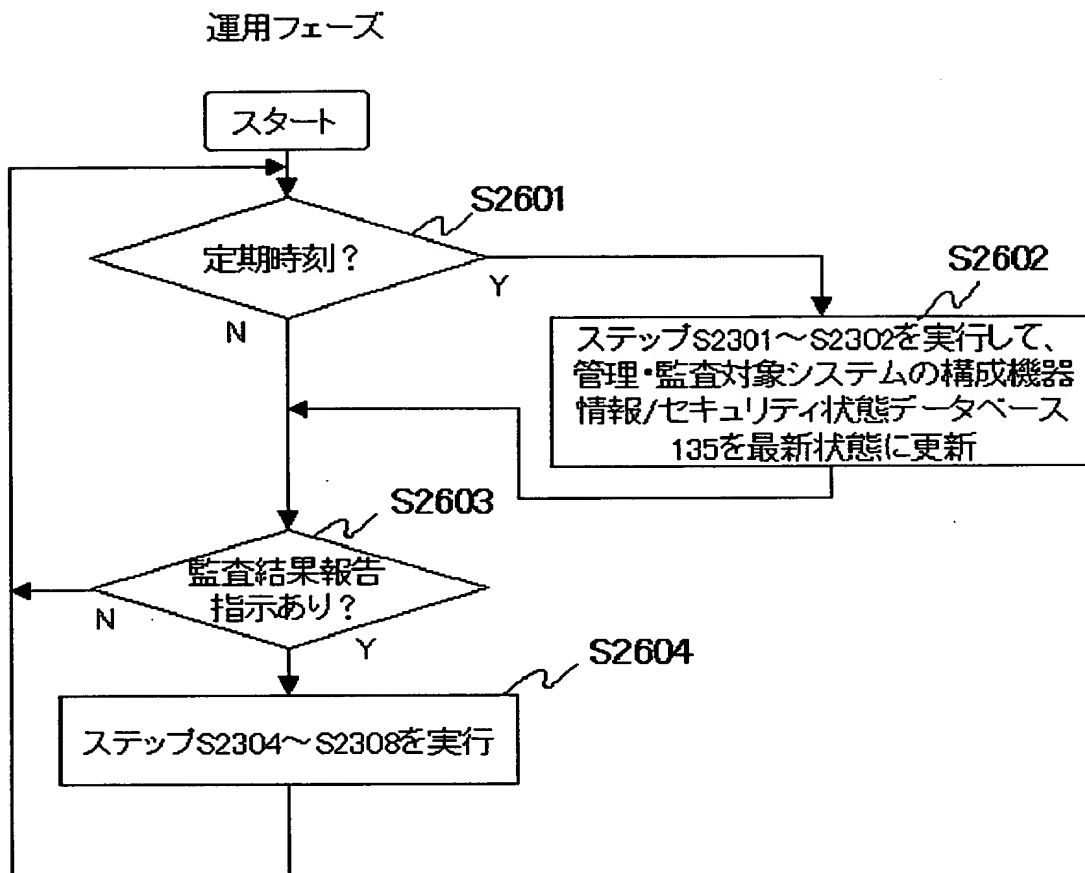 運用フェーズ
スタート
S2601
定期時刻?
Y
N
S2602
ステップS2301～S2302を実行して、
管理・監査対象システムの構成機器
情報/セキュリティ状態データベース
135を最新状態に更新
S2603
監査結果報告
指示あり?
N
Y
S2604
ステップS2304～S2308を実行